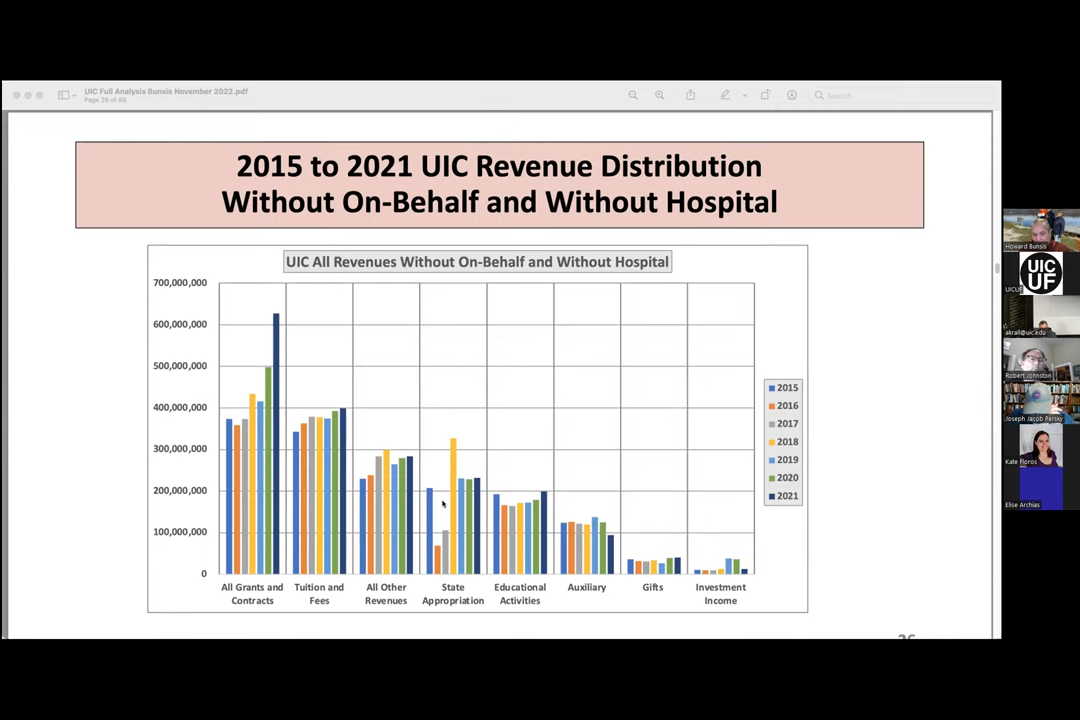 UIC Full Analysis Bunsis November 2022.pdf
Page 26 of 66
Search
2015 to 2021 UIC Revenue Distribution
Without On-Behalf and Without Hospital
UIC All Revenues Without On-Behalf and Without Hospital
700,000,000
600,000,000
500,000,000
400,000,000
300,000,000
200,000,000
100,000,000
0
All Grants and
Contracts
Tuition and
Fees
All Other
Revenues
State
Appropriation
Educational
Activities
Auxiliary
Gifts
Investment
Income
2015
2016
2017
2018
2019
2020
2021
Howard Bunsis
UIC
UF
UICUF
akrall@uic.edu
Robert Johnston
Joseph Jacob Persky
Kate Floros
Elise Archias